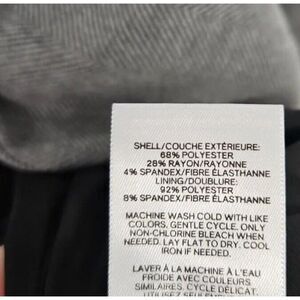 SHELL/COUCHE EXTÉRIEURE:
68% POLYESTER
28% RAYON/RAYONNE
4% SPANDEX/FIBRE ÉLASTHANNE
LINING/DOUBLURE:
92% POLYESTER
8% SPANDEX/FIBRE ÉLASTHANNE
MACHINE WASH COLD WITH LIKE
COLORS, GENTLE CYCLE. ONLY
NON-CHLORINE BLEACH WHEN
NEEDED. LAY FLAT TO DRY. COOL
IRON IF NEEDED.
LAVER À LA MACHINE À L'EAU
FROIDE AVEC COULEURS
SIMILAIRES, CYCLE DÉLICAT.
UTILISEZ SEULEMENT